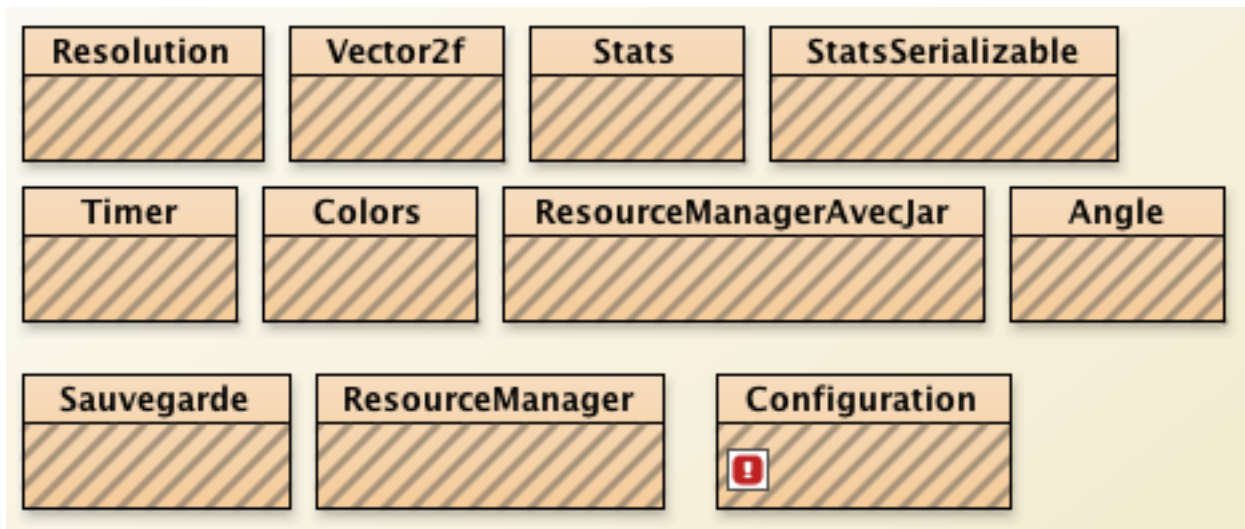 Resolution
Vector2f
Stats
StatsSerializable
Timer
Colors
ResourceManagerAvecJar
Angle
Sauvegarde
ResourceManager
Configuration
!